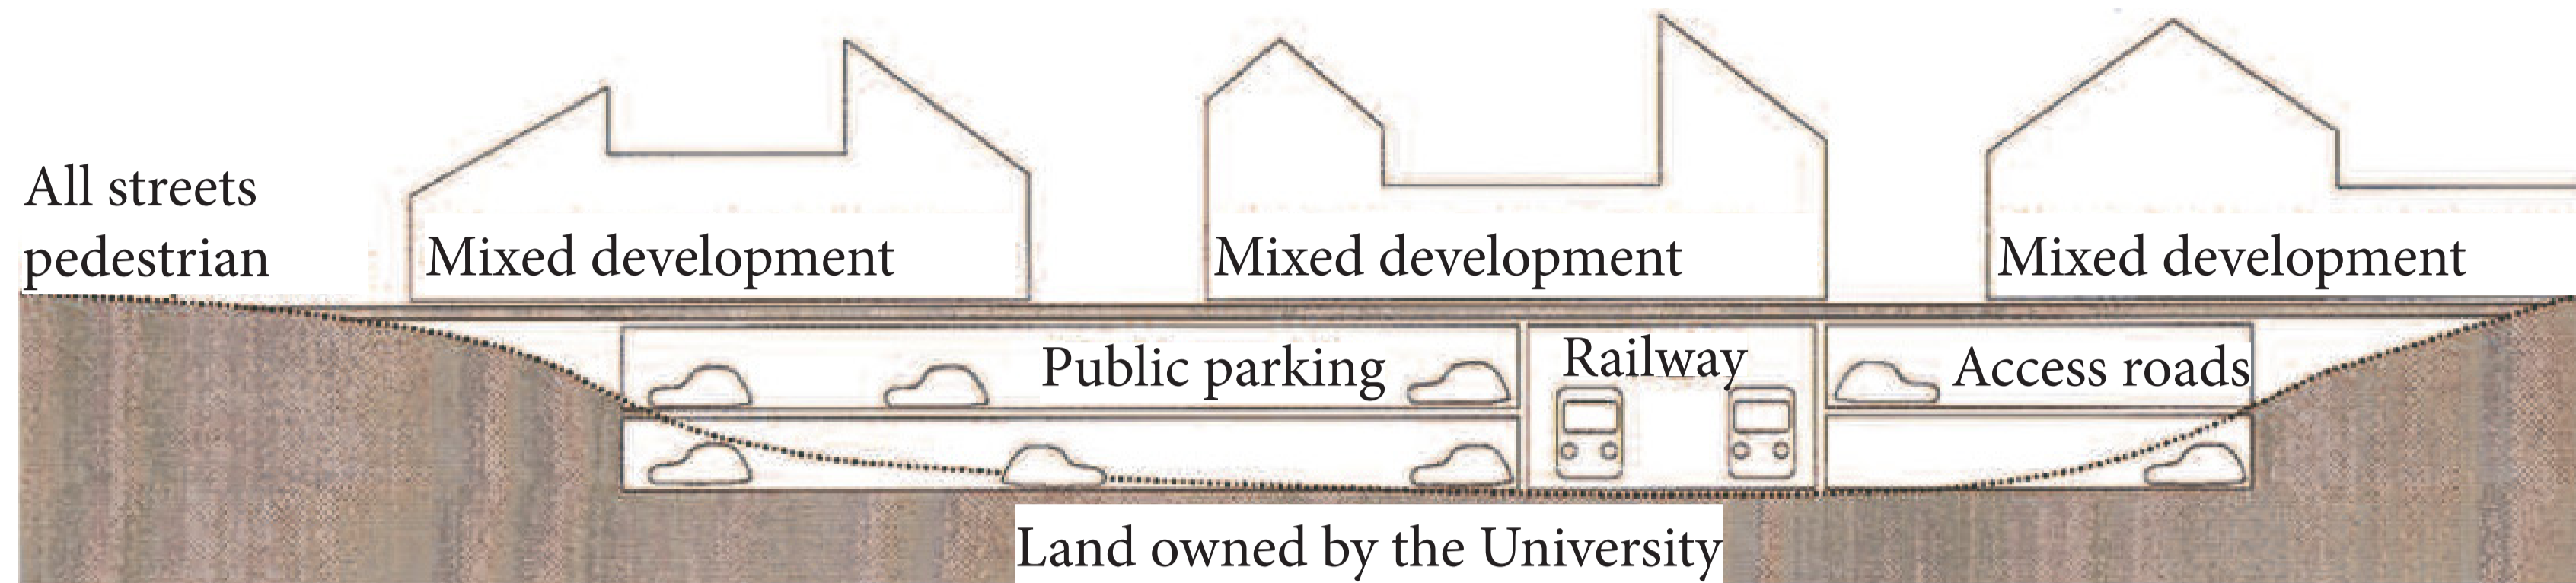 All streets
pedestrian
Mixed development
Mixed development
Mixed development
Public parking
Railway
Access roads
Land owned by the University